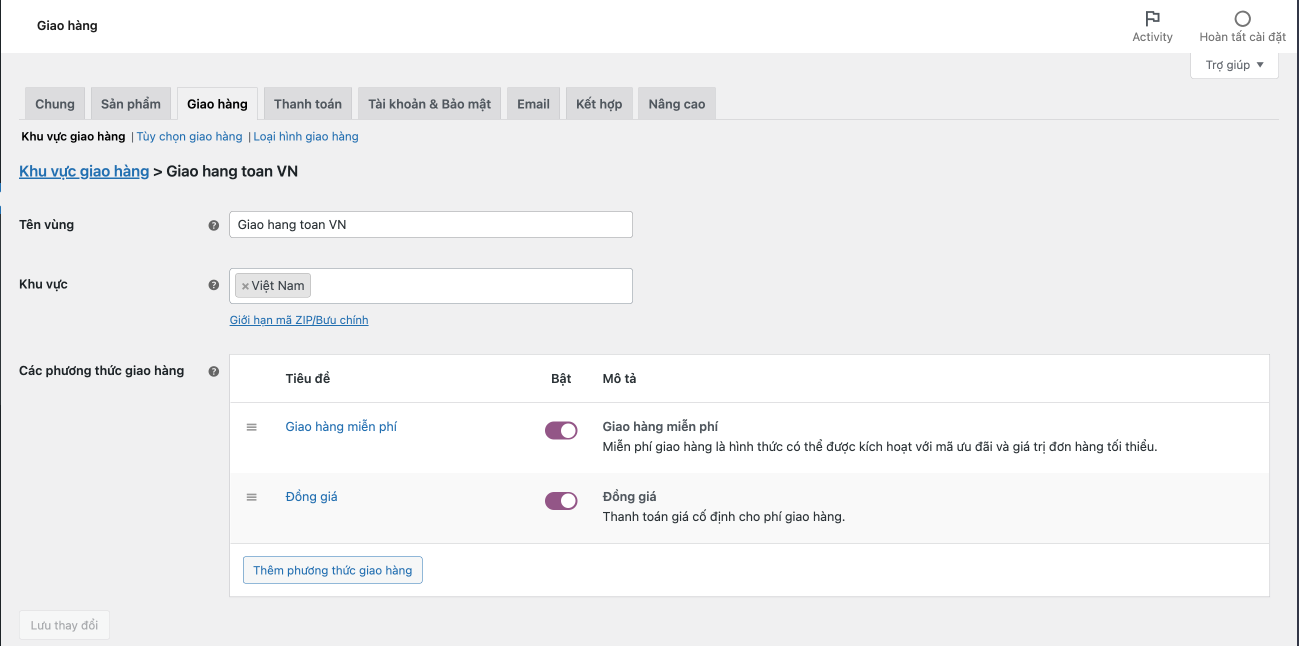 Giao hàng
Activity
Hoàn tất cài đặt
Trợ giúp ▼
Chung Sản phẩm Giao hàng Thanh toán Tài khoản & Bảo mật Email Kết hợp Nâng cao
Khu vực giao hàng | Tùy chọn giao hàng | Loại hình giao hàng
Khu vực giao hàng > Giao hang toan VN
Tên vùng ? Giao hang toan VN
Khu vực ? × Việt Nam
Giới hạn mã ZIP/Bưu chính
Các phương thức giao hàng ?
Tiêu đề Bật Mô tả
Giao hàng miễn phí Giao hàng miễn phí
Miễn phí giao hàng là hình thức có thể được kích hoạt với mã ưu đãi và giá trị đơn hàng tối thiểu.
Đồng giá Đồng giá
Thanh toán giá cố định cho phí giao hàng.
Thêm phương thức giao hàng
Lưu thay đổi